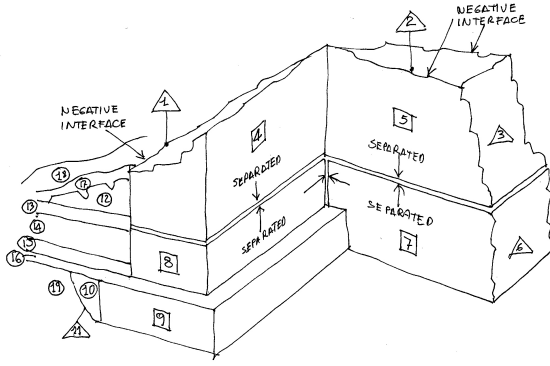 NEGATIVE
INTERFACE
2
NEGATIVE
INTERFACE
1
3
4
5
SEPARATED
SEPARATED
SEPARATED
SEPARATED
18
17
12
13
14
15
16
8
7
6
19
10
9
11